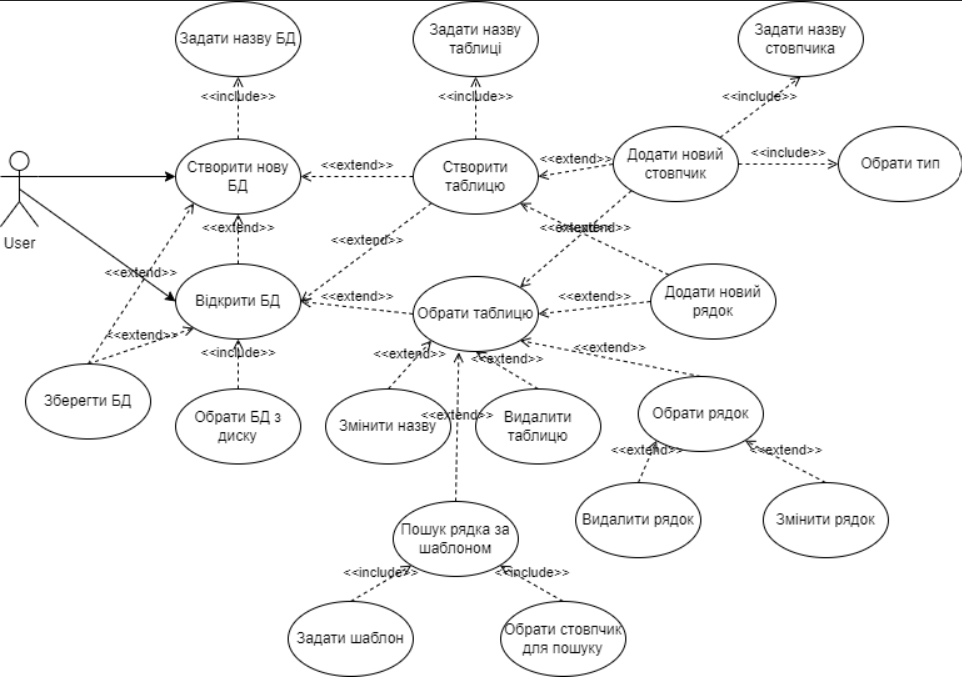 Задати назву БД
Задати назву
таблиці
Задати назву
стовпчика
<<include>>
<<include>>
<<include>>
Створити нову
БД
<<extend>>
Створити
таблицю
<<extend>>
Додати новий
стовпчик
<<include>>
Обрати тип
User
<<extend>>
<<extend>>
<<extend>>
<<extend>>
<<extend>>
Відкрити БД
<<extend>>
Обрати таблицю
<<extend>>
Додати новий
рядок
<<extend>>
<<include>>
<<extend>>
<<extend>>
<<extend>>
Зберегти БД
Обрати БД з
диску
Змінити назву
<<extend>>
Видалити
таблицю
Обрати рядок
<<extend>>
<<extend>>
Видалити рядок
Змінити рядок
Пошук рядка за
шаблоном
<<include>>
<<include>>
Задати шаблон
Обрати стовпчик
для пошуку